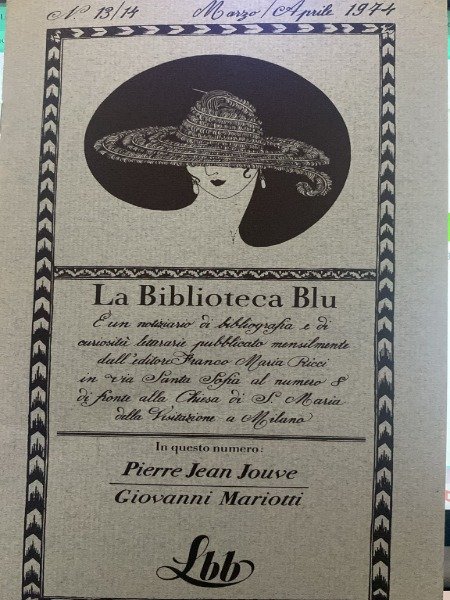 N.º 13/14 Marzo/Aprile 1974
La Biblioteca Blu
È un notiziario di bibliografia e di
curiosità letterarie pubblicato mensilmente
dall'editore Franco Maria Ricci
in via Santa Sofia al numero 8
di fronte alla Chiesa di S. Maria
della Visitazione a Milano
In questo numero:
Pierre Jean Jouve
Giovanni Mariotti
Lbb